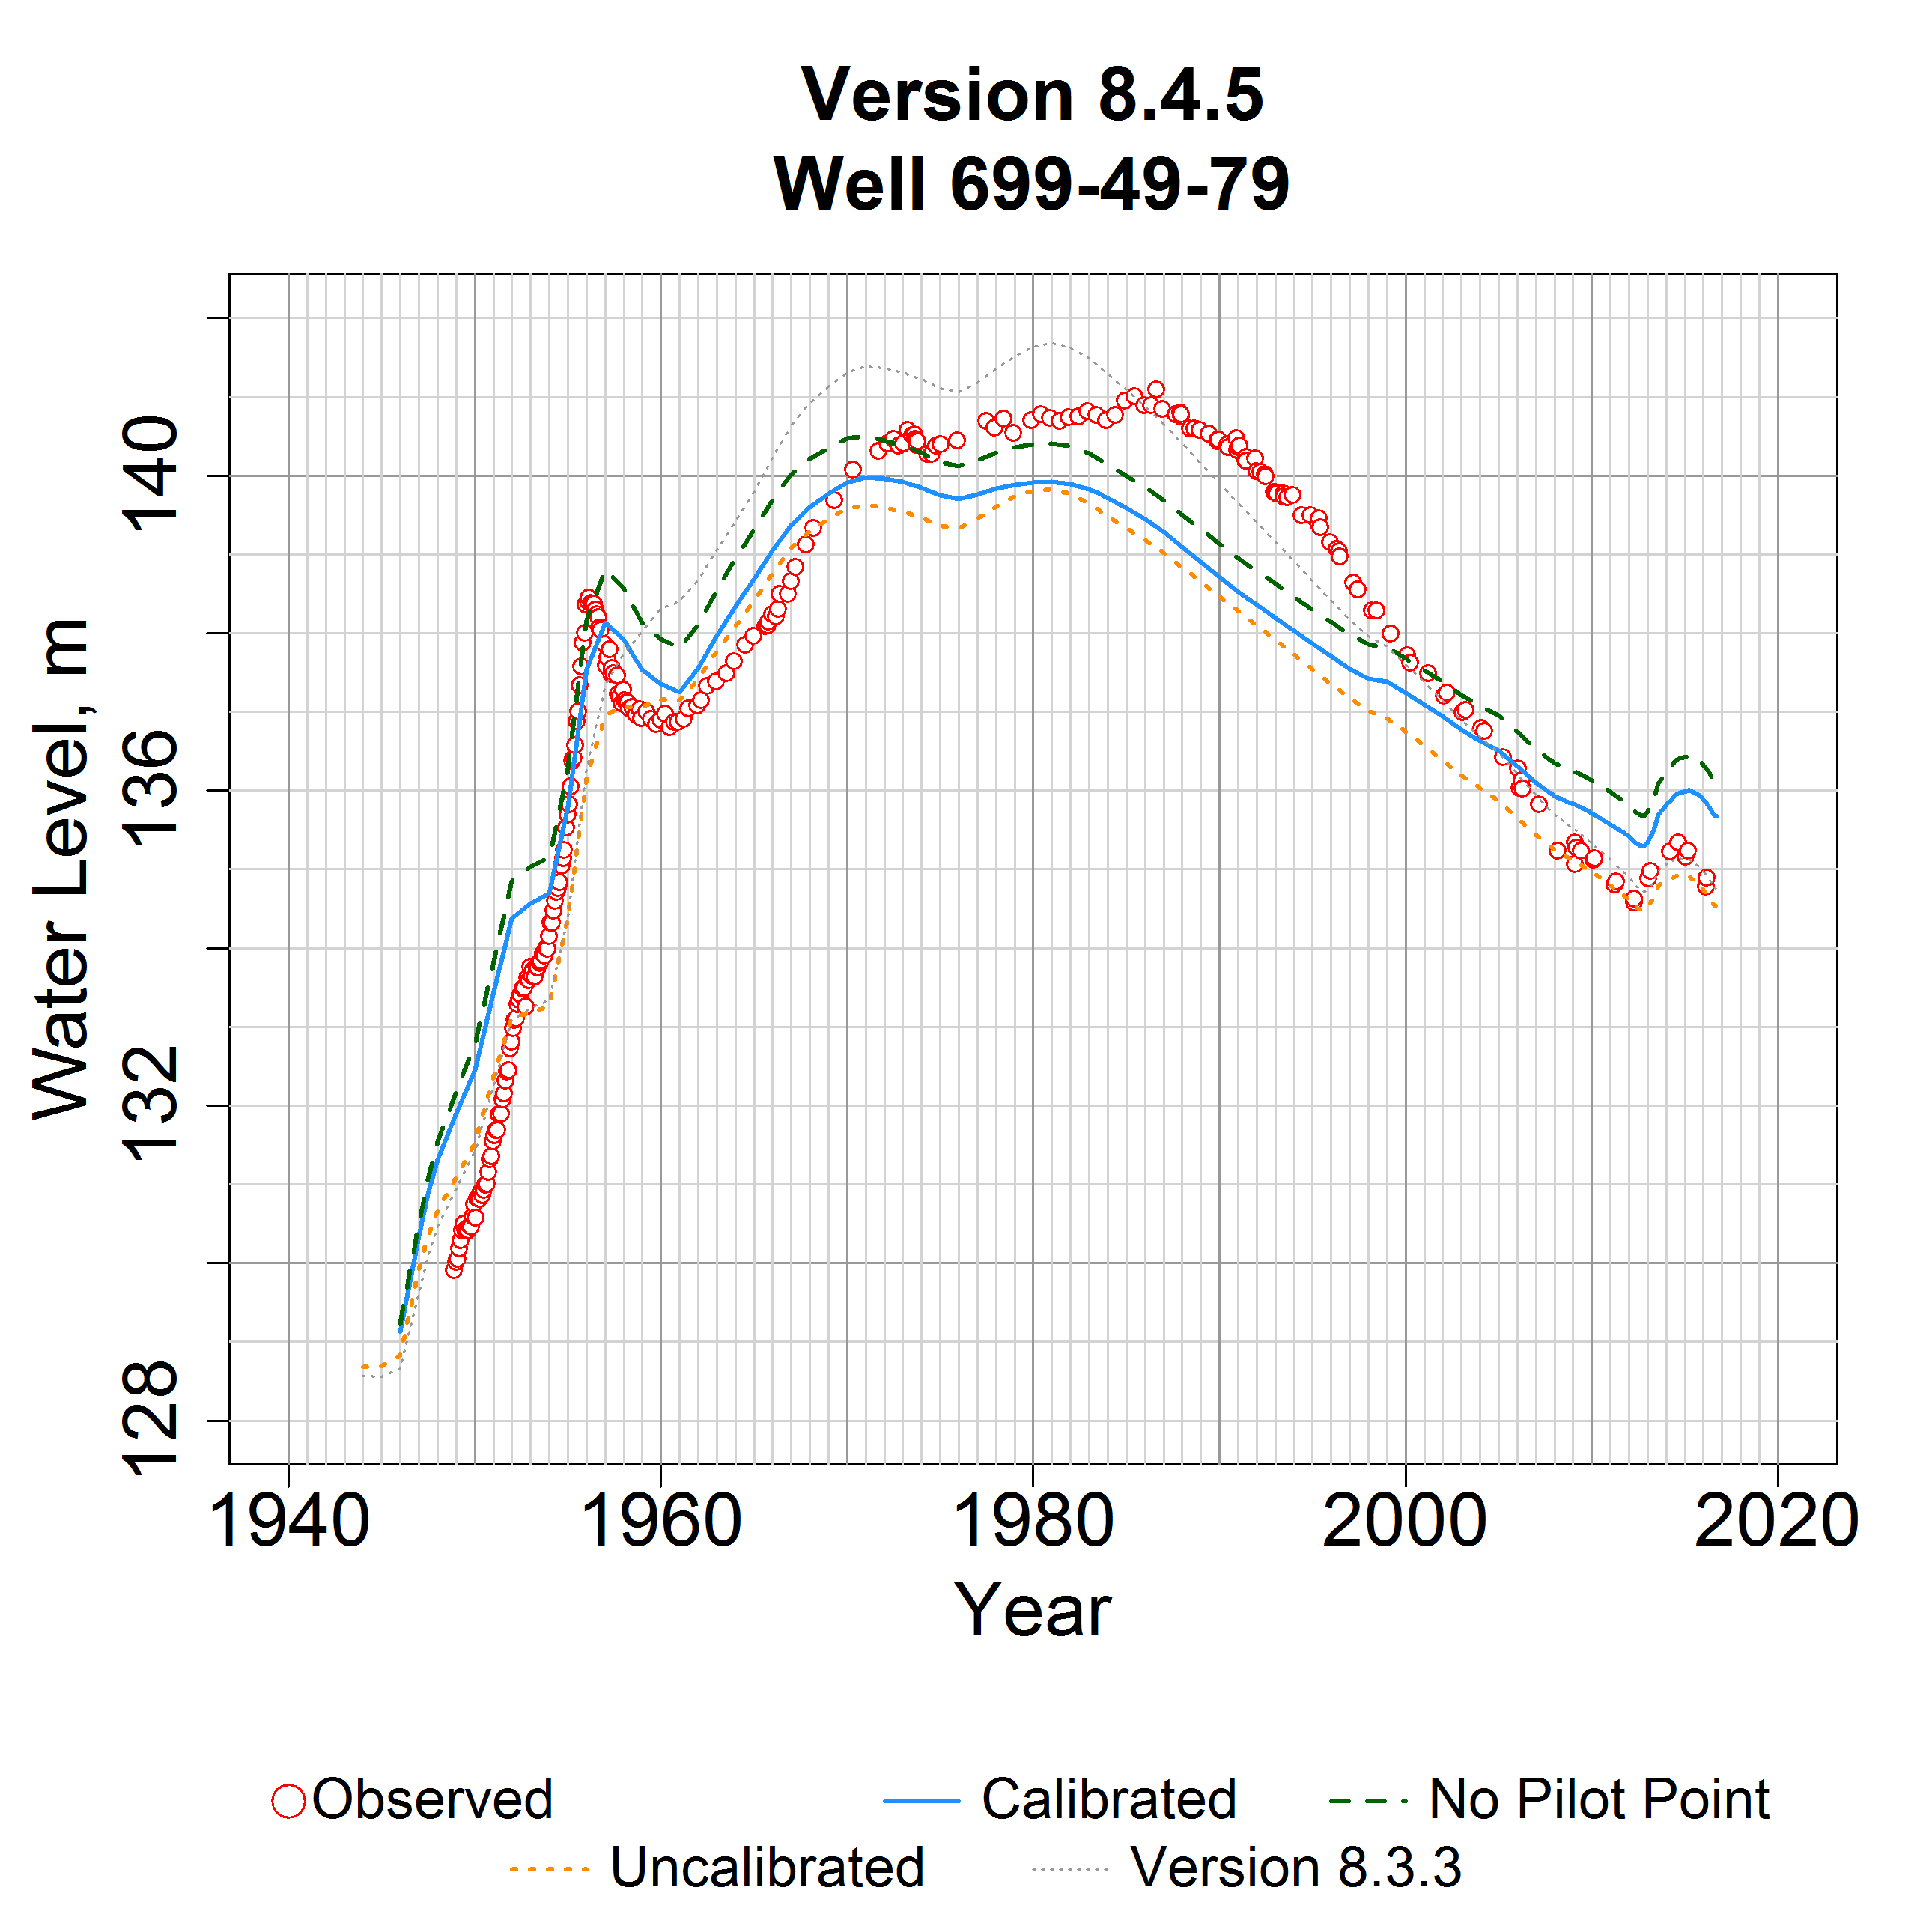 Version 8.4.5
Well 699-49-79
Water Level, m
140
136
132
128
1940 1960 1980 2000 2020
Year
Observed Calibrated No Pilot Point
Uncalibrated Version 8.3.3